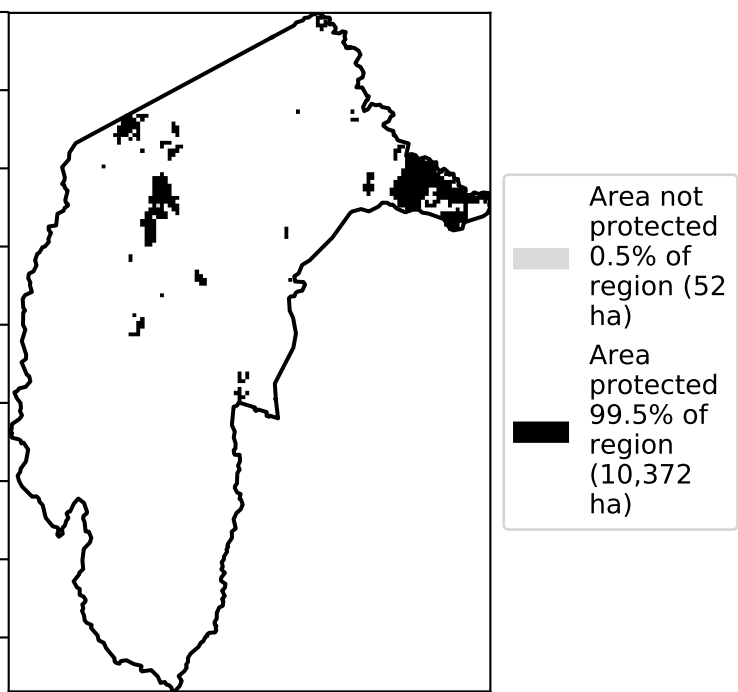 Area not
protected
0.5% of
region (52
ha)
Area
protected
99.5% of
region
(10,372
ha)